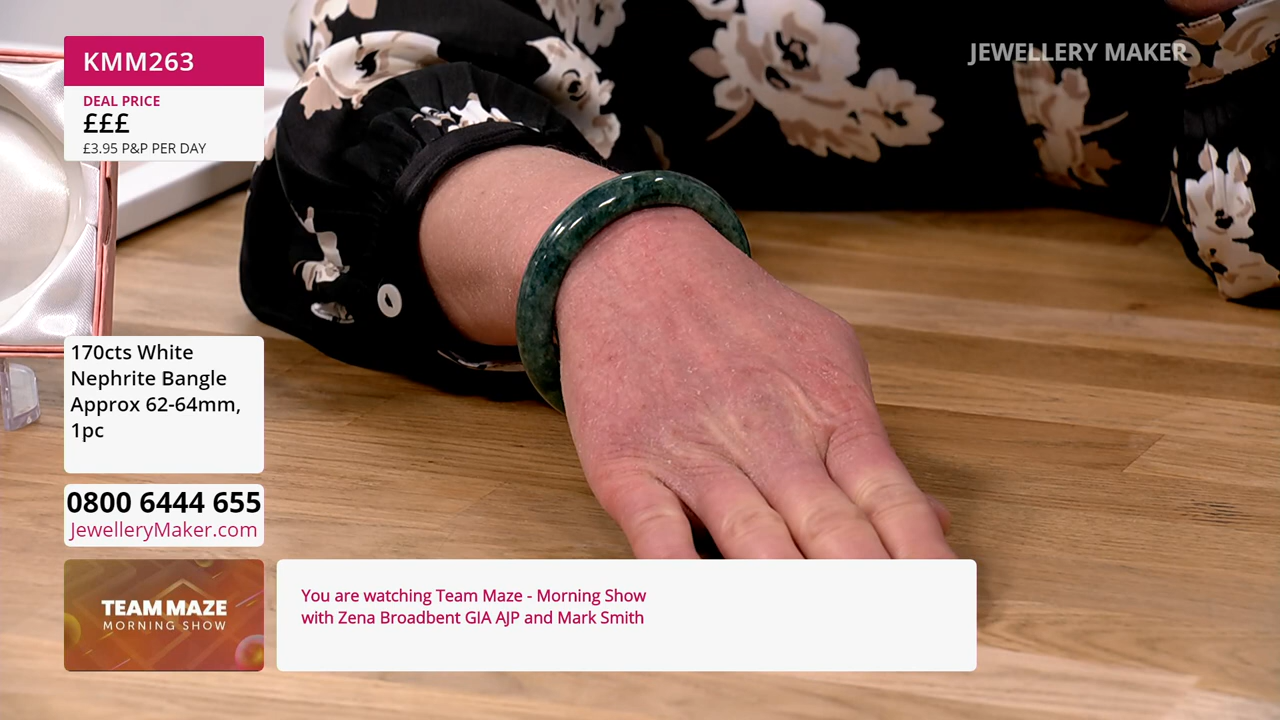 KMM263
DEAL PRICE
£££
£3.95 P&P PER DAY
JEWELLERY MAKER
170cts White
Nephrite Bangle
Approx 62-64mm,
1pc
0800 6444 655
JewelleryMaker.com
TEAM MAZE
MORNING SHOW
You are watching Team Maze - Morning Show
with Zena Broadbent GIA AJP and Mark Smith